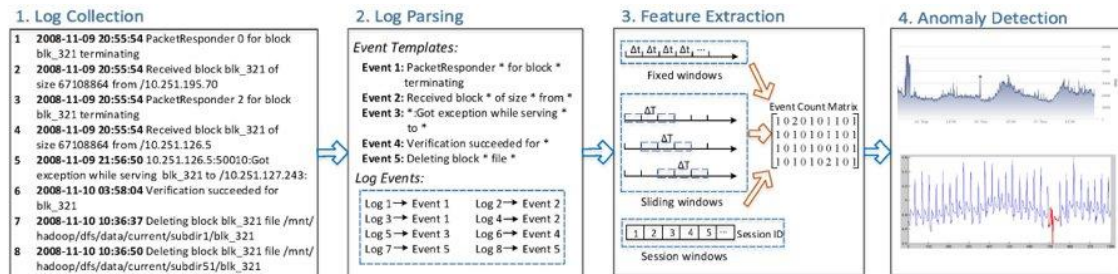 1. Log Collection
1 2008-11-09 20:55:54 PacketResponder 0 for block
blk_321 terminating
2 2008-11-09 20:55:54 Received block blk_321 of
size 67108864 from /10.251.195.70
3 2008-11-09 20:55:54 PacketResponder 2 for block
blk_321 terminating
4 2008-11-09 20:55:54 Received block blk_321 of
size 67108864 from /10.251.126.5
5 2008-11-09 21:56:50 10.251.126.5:50010:Got
exception while serving blk_321 to /10.251.127.243:
6 2008-11-10 03:58:04 Verification succeeded for
blk_321
7 2008-11-10 10:36:37 Deleting block blk_321 file /mnt/
hadoop/dfs/data/current/subdir1/blk_321
8 2008-11-10 10:36:50 Deleting block blk_321 file /mnt/
hadoop/dfs/data/current/subdir51/blk_321
2. Log Parsing
Event Templates:
Event 1: PacketResponder * for block *
terminating
Event 2: Received block * of size * from *
Event 3: *:Got exception while serving *
to *
Event 4: Verification succeeded for *
Event 5: Deleting block * file *
Log Events:
Log 1 → Event 1 Log 2 → Event 2
Log 3 → Event 1 Log 4 → Event 2
Log 5 → Event 3 Log 6 → Event 4
Log 7 → Event 5 Log 8 → Event 5
3. Feature Extraction
Δt Δt Δt Δt ...
Fixed windows
ΔT
ΔT
ΔT
Sliding windows
1 2 3 4 5 ... Session ID
Session windows
Event Count Matrix
1 0 2 0 1 0 1 1 0 1
1 0 1 0 1 0 1 1 0 1
1 0 1 0 1 0 0 1 0 1
1 0 1 0 1 0 2 1 0 1
4. Anomaly Detection